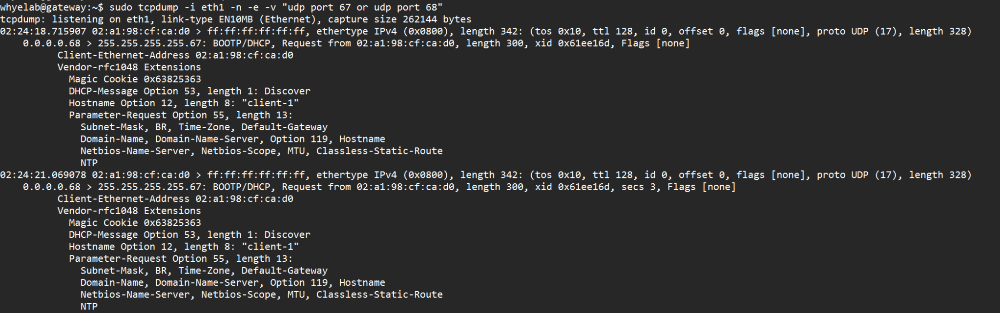 whyelab@gateway:~$ sudo tcpdump -i eth1 -n -e -v "udp port 67 or udp port 68"
tcpdump: listening on eth1, link-type EN10MB (Ethernet), capture size 262144 bytes
02:24:18.715907 02:a1:98:cf:ca:d0 > ff:ff:ff:ff:ff:ff, ethertype IPv4 (0x0800), length 342: (tos 0x10, ttl 128, id 0, offset 0, flags [none], proto UDP (17), length 328)
0.0.0.0.68 > 255.255.255.255.67: BOOTP/DHCP, Request from 02:a1:98:cf:ca:d0, length 300, xid 0x61ee16d, Flags [none]
Client-Ethernet-Address 02:a1:98:cf:ca:d0
Vendor-rfc1048 Extensions
Magic Cookie 0x63825363
DHCP-Message Option 53, length 1: Discover
Hostname Option 12, length 8: "client-1"
Parameter-Request Option 55, length 13:
Subnet-Mask, BR, Time-Zone, Default-Gateway
Domain-Name, Domain-Name-Server, Option 119, Hostname
Netbios-Name-Server, Netbios-Scope, MTU, Classless-Static-Route
NTP
02:24:21.069078 02:a1:98:cf:ca:d0 > ff:ff:ff:ff:ff:ff, ethertype IPv4 (0x0800), length 342: (tos 0x10, ttl 128, id 0, offset 0, flags [none], proto UDP (17), length 328)
0.0.0.0.68 > 255.255.255.255.67: BOOTP/DHCP, Request from 02:a1:98:cf:ca:d0, length 300, xid 0x61ee16d, secs 3, Flags [none]
Client-Ethernet-Address 02:a1:98:cf:ca:d0
Vendor-rfc1048 Extensions
Magic Cookie 0x63825363
DHCP-Message Option 53, length 1: Discover
Hostname Option 12, length 8: "client-1"
Parameter-Request Option 55, length 13:
Subnet-Mask, BR, Time-Zone, Default-Gateway
Domain-Name, Domain-Name-Server, Option 119, Hostname
Netbios-Name-Server, Netbios-Scope, MTU, Classless-Static-Route
NTP